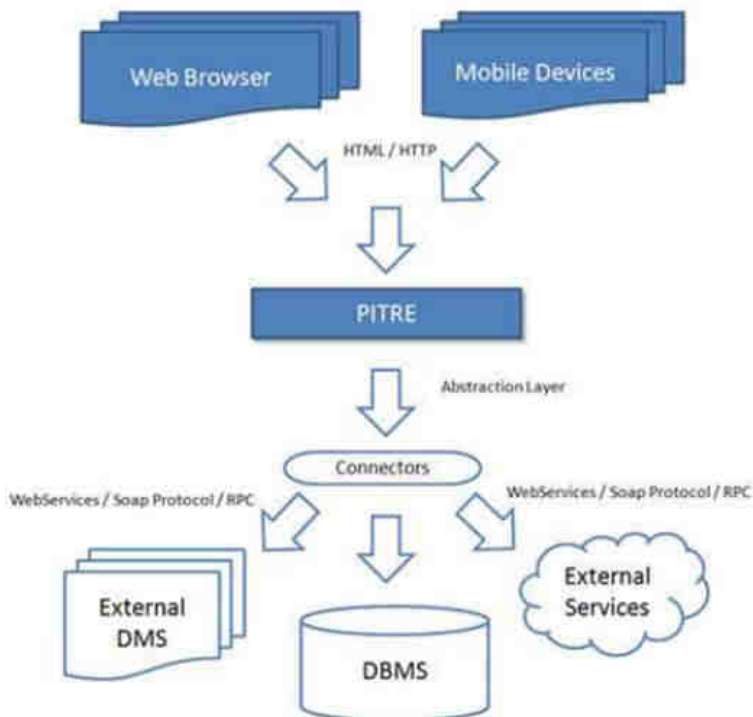 Web Browser
Mobile Devices
HTML / HTTP
PITRE
Abstraction Layer
Connectors
WebServices / Soap Protocol / RPC
WebServices / Soap Protocol / RPC
External
DMS
DBMS
External
Services